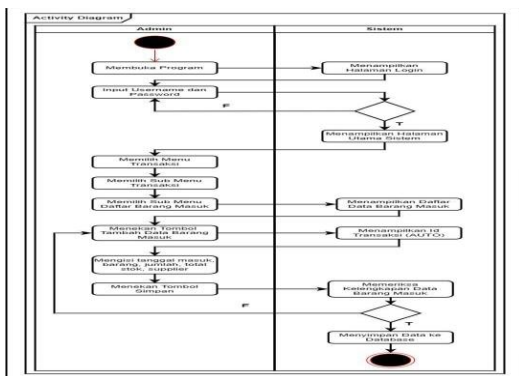 Activity Diagram
Admin
Sistem
Membuka Program
Menampilkan
Halaman Login
Input Username dan
Password
F
T
Menampilkan Halaman
Utama Sistem
Memilih Menu
Transaksi
Memilih Sub Menu
Transaksi
Memilih Sub Menu
Daftar Barang Masuk
Menampilkan Daftar
Data Barang Masuk
Menekan Tombol
Tambah Data Barang
Masuk
Menampilkan Id
Transaksi (AUTO)
Mengisi tanggal masuk,
barang, jumlah, total
stok, supplier
Menekan Tombol
Simpan
Memeriksa
Kelengkapan Data
Barang Masuk
F
T
Menyimpan Data ke
Database